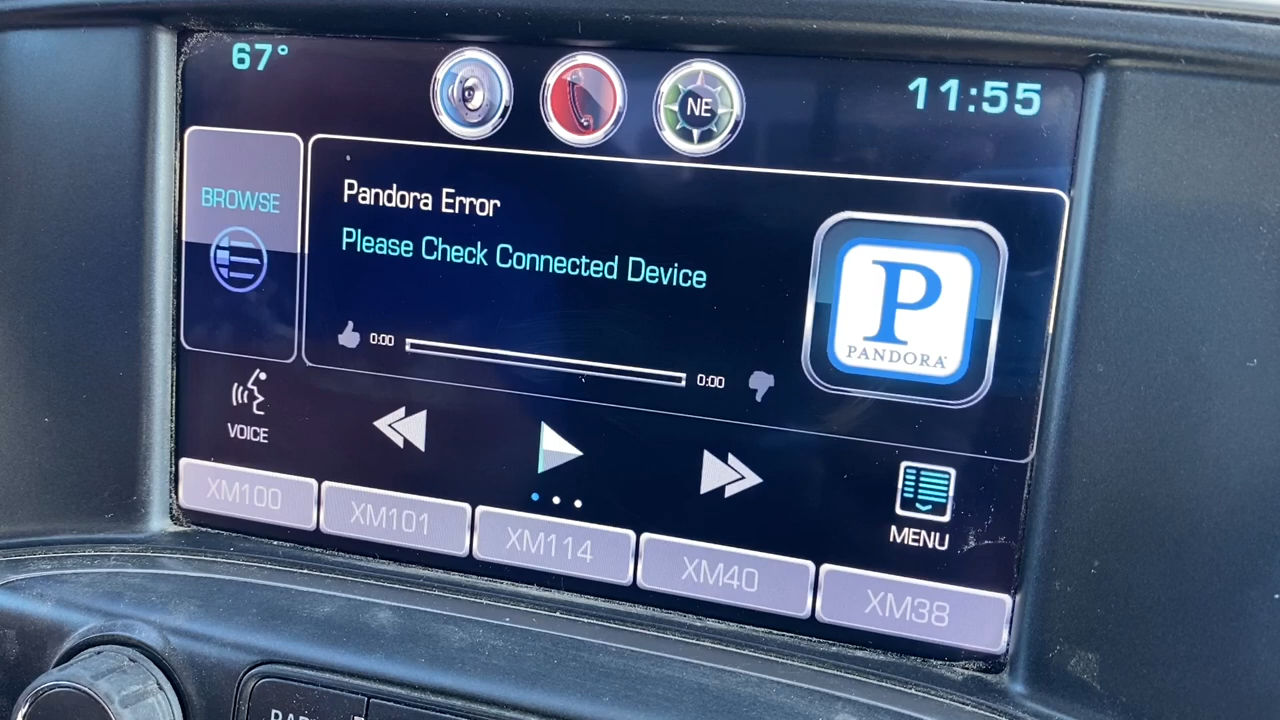 67°
NE
11:55
BROWSE
Pandora Error
Please Check Connected Device
P
PANDORA
0:00
0:00
VOICE
MENU
XM100
XM101
XM114
XM40
XM38